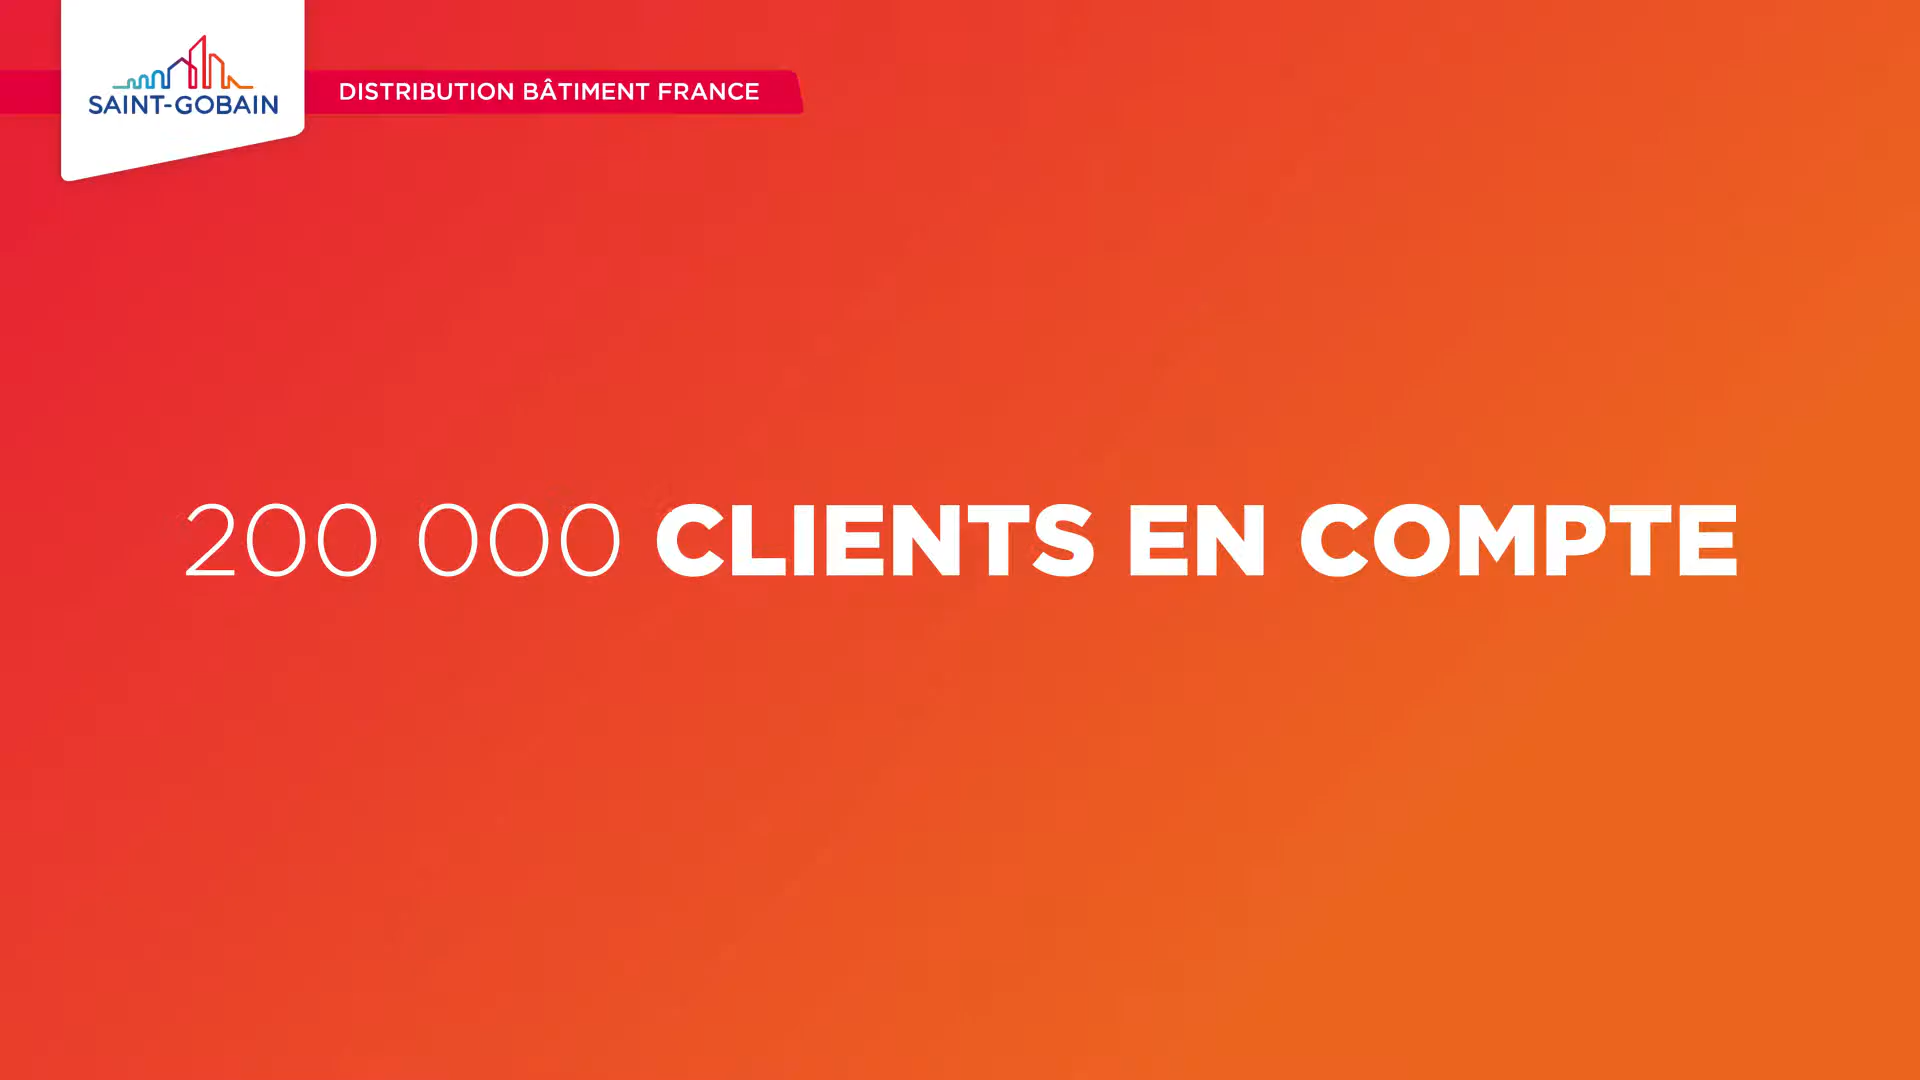 SAINT-GOBAIN
DISTRIBUTION BÂTIMENT FRANCE
200 000 CLIENTS EN COMPTE